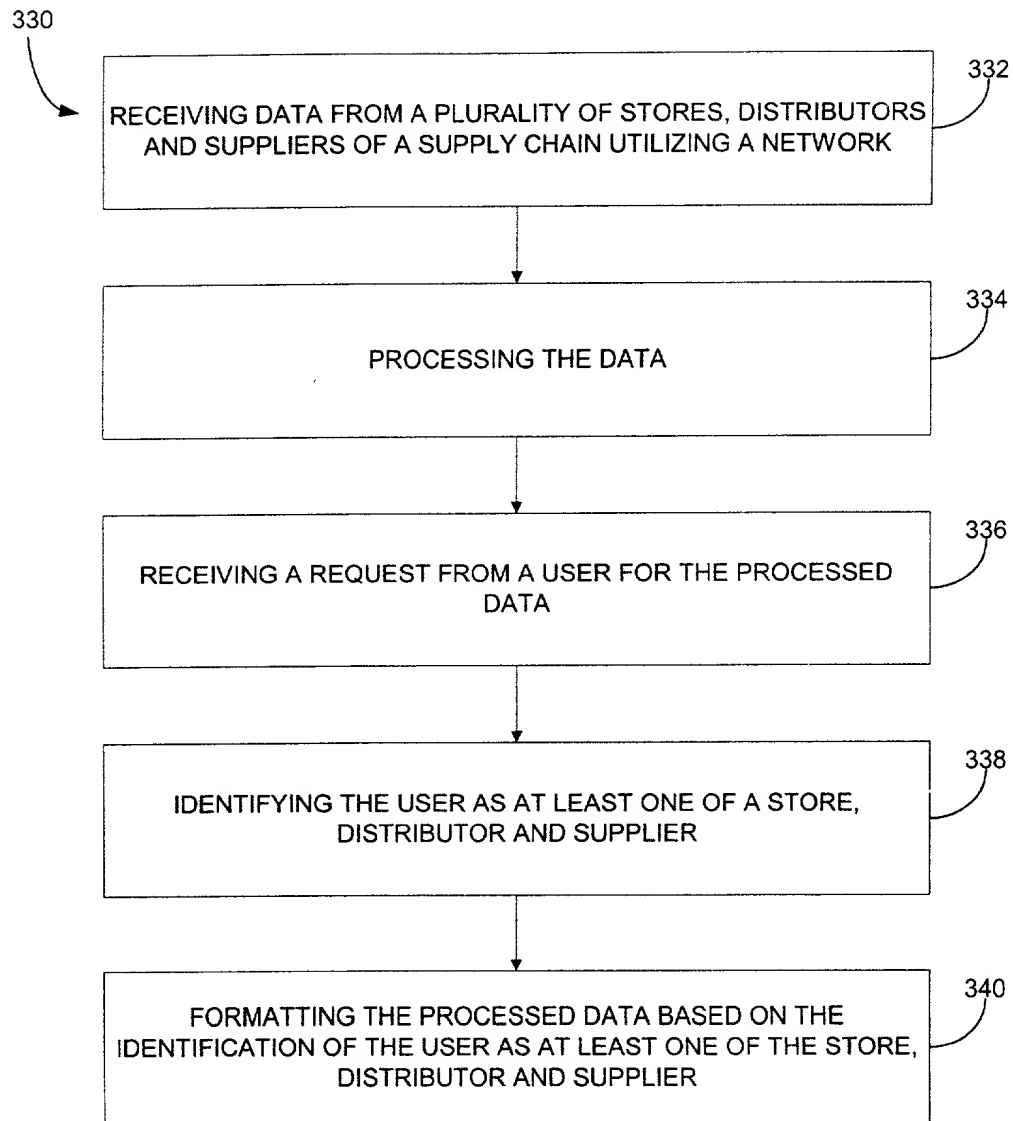 330
332
RECEIVING DATA FROM A PLURALITY OF STORES, DISTRIBUTORS
AND SUPPLIERS OF A SUPPLY CHAIN UTILIZING A NETWORK
334
PROCESSING THE DATA
336
RECEIVING A REQUEST FROM A USER FOR THE PROCESSED
DATA
338
IDENTIFYING THE USER AS AT LEAST ONE OF A STORE,
DISTRIBUTOR AND SUPPLIER
340
FORMATTING THE PROCESSED DATA BASED ON THE
IDENTIFICATION OF THE USER AS AT LEAST ONE OF THE STORE,
DISTRIBUTOR AND SUPPLIER